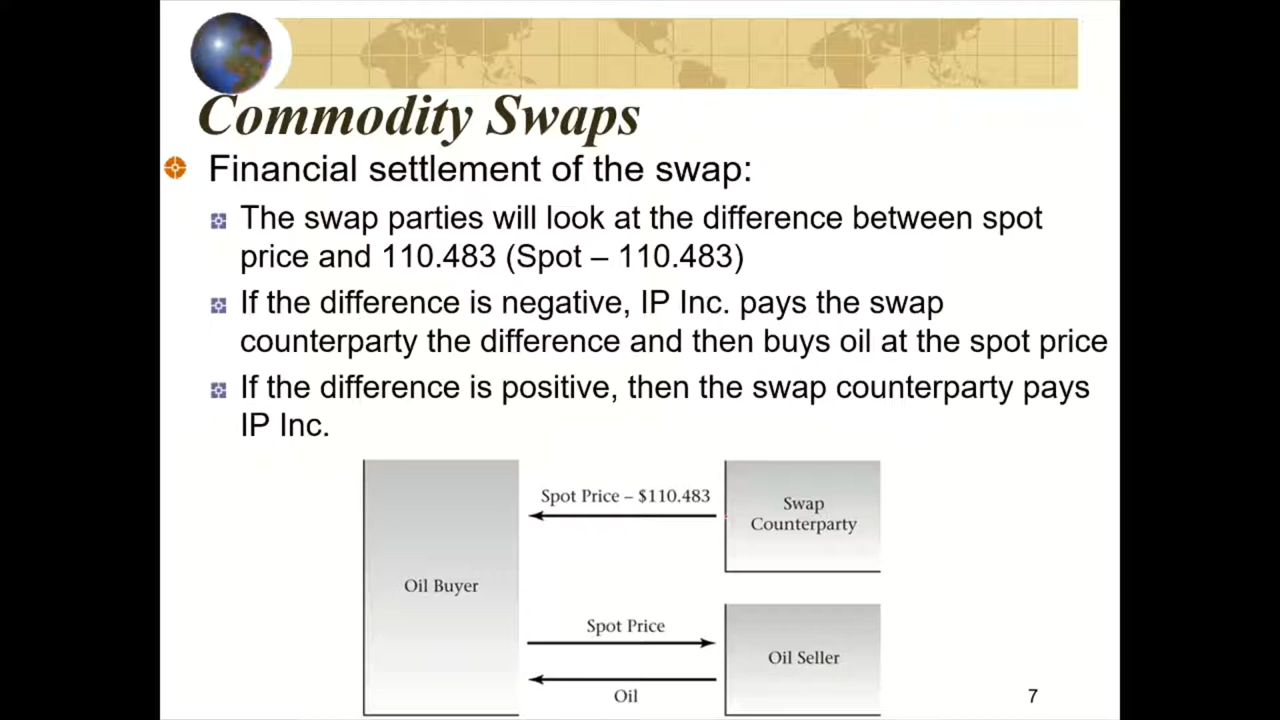 Commodity Swaps
Financial settlement of the swap:
The swap parties will look at the difference between spot
price and 110.483 (Spot – 110.483)
If the difference is negative, IP Inc. pays the swap
counterparty the difference and then buys oil at the spot price
If the difference is positive, then the swap counterparty pays
IP Inc.
Spot Price – $110.483
Swap
Counterparty
Oil Buyer
Spot Price
Oil Seller
Oil
7